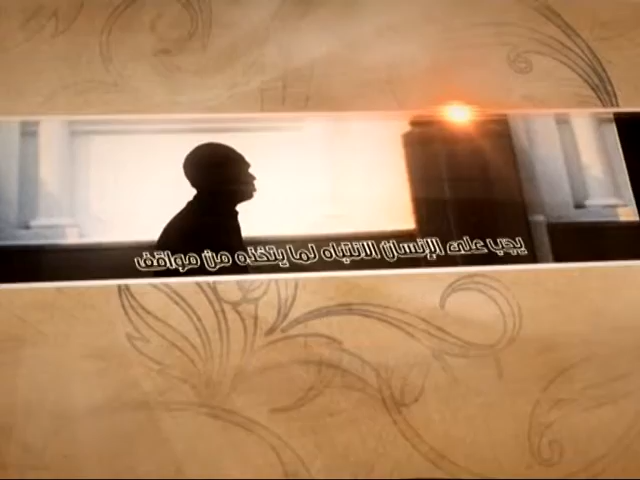 يجب على الإنسان الانتباه لما يتخذه من مواقف